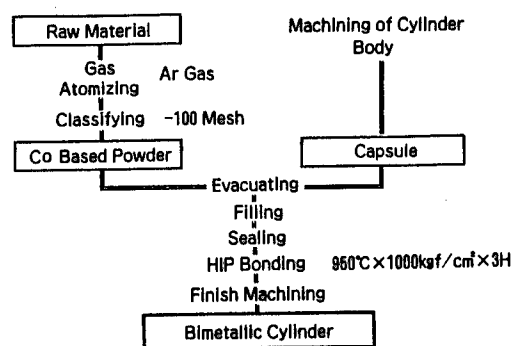 Raw Material
Machining of Cylinder
Body
Gas
Atomizing
Ar Gas
Classifying
-100 Mesh
Co Based Powder
Capsule
Evacuating
Filling
Sealing
HIP Bonding
950℃×1000kgf/cm²×3H
Finish Machining
Bimetallic Cylinder